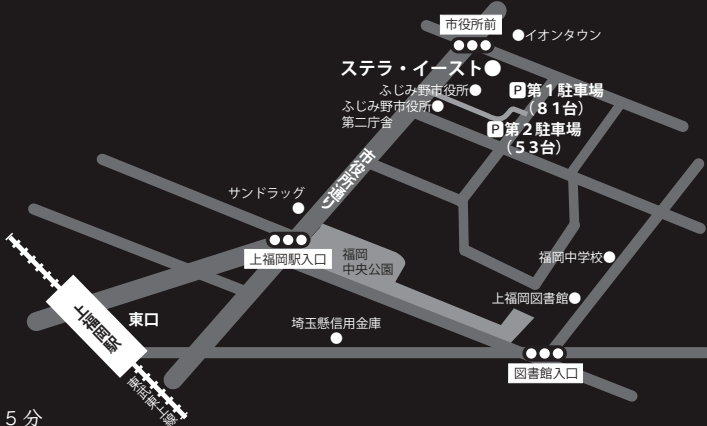 市役所前
イオンタウン
ステラ・イースト
ふじみ野市役所
P第1駐車場
(81台)
ふじみ野市役所
第二庁舎
P第2駐車場
(53台)
市役所通り
サンドラッグ
上福岡駅入口
福岡
中央公園
福岡中学校
上福岡図書館
上福岡駅
東口
埼玉懸信用金庫
図書館入口
東武東上線
5分